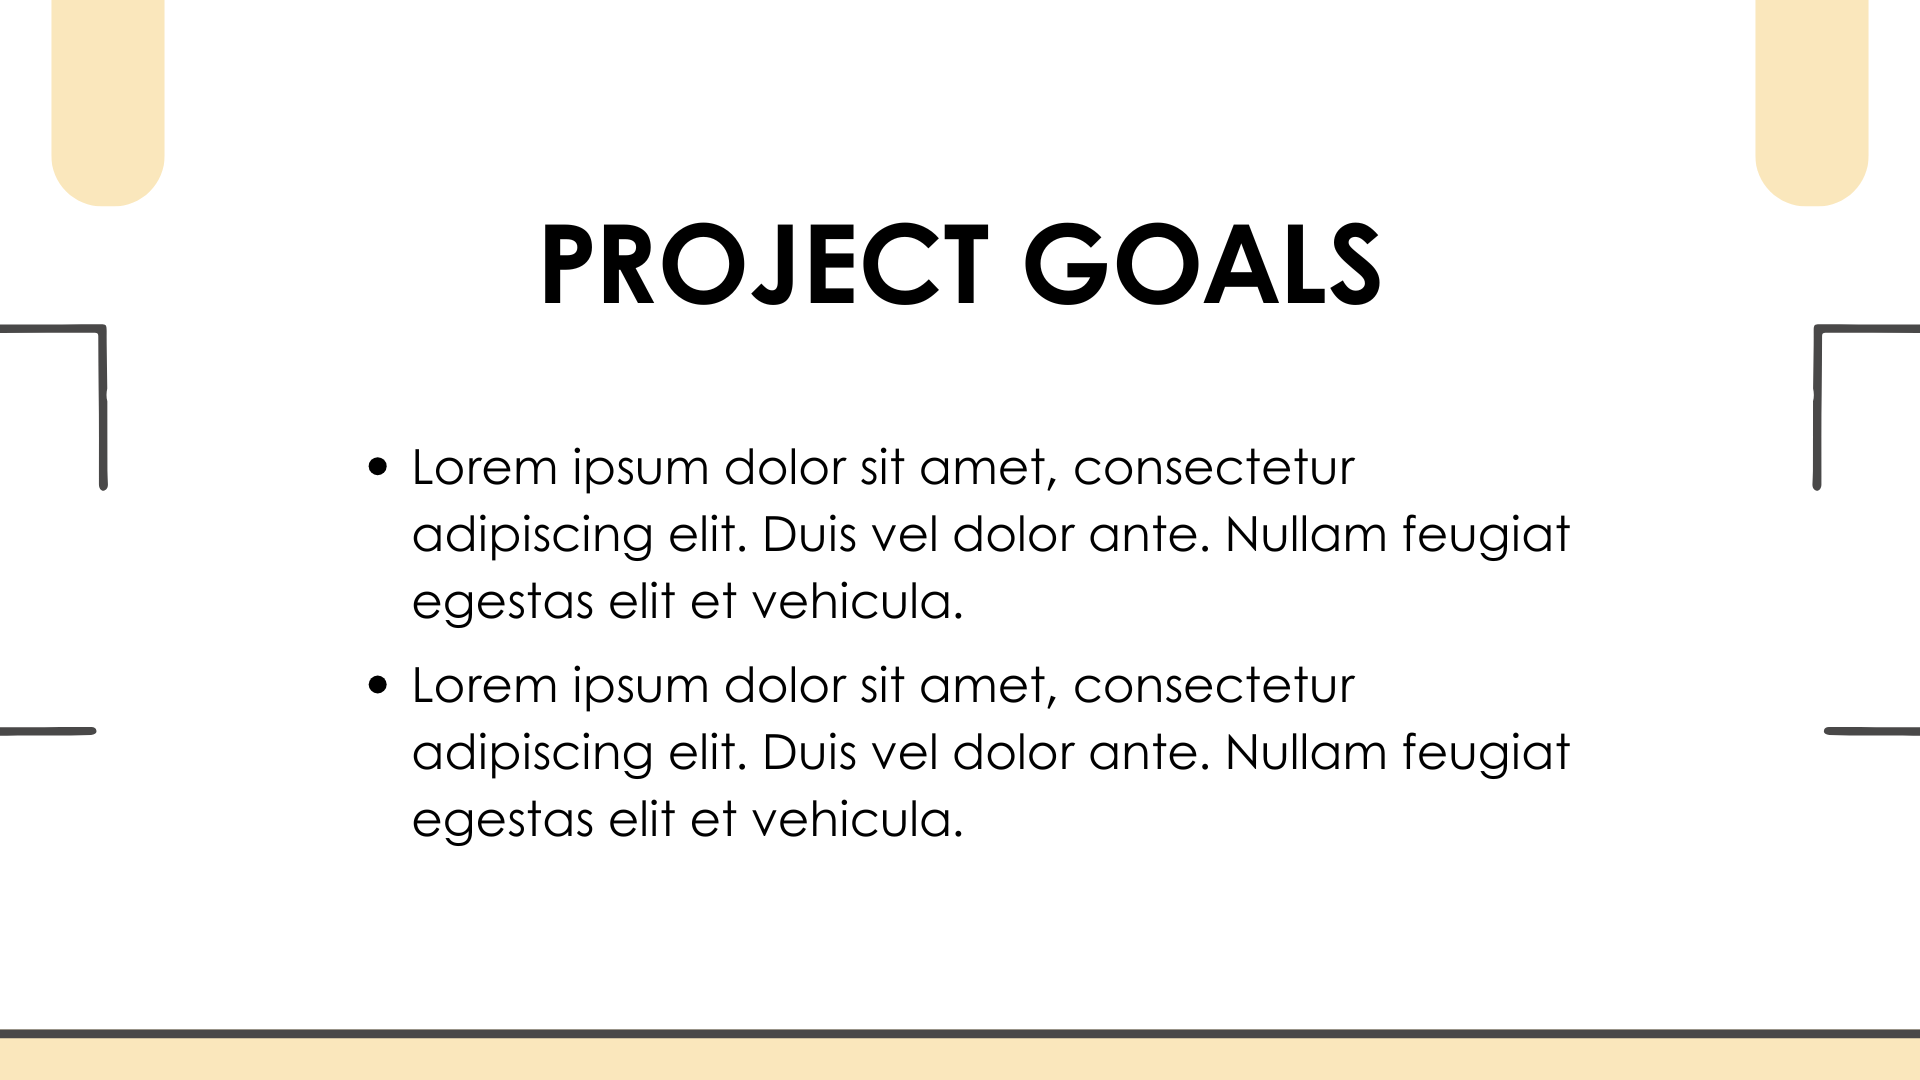 PROJECT GOALS
• Lorem ipsum dolor sit amet, consectetur
adipiscing elit. Duis vel dolor ante. Nullam feugiat
egestas elit et vehicula.
• Lorem ipsum dolor sit amet, consectetur
adipiscing elit. Duis vel dolor ante. Nullam feugiat
egestas elit et vehicula.